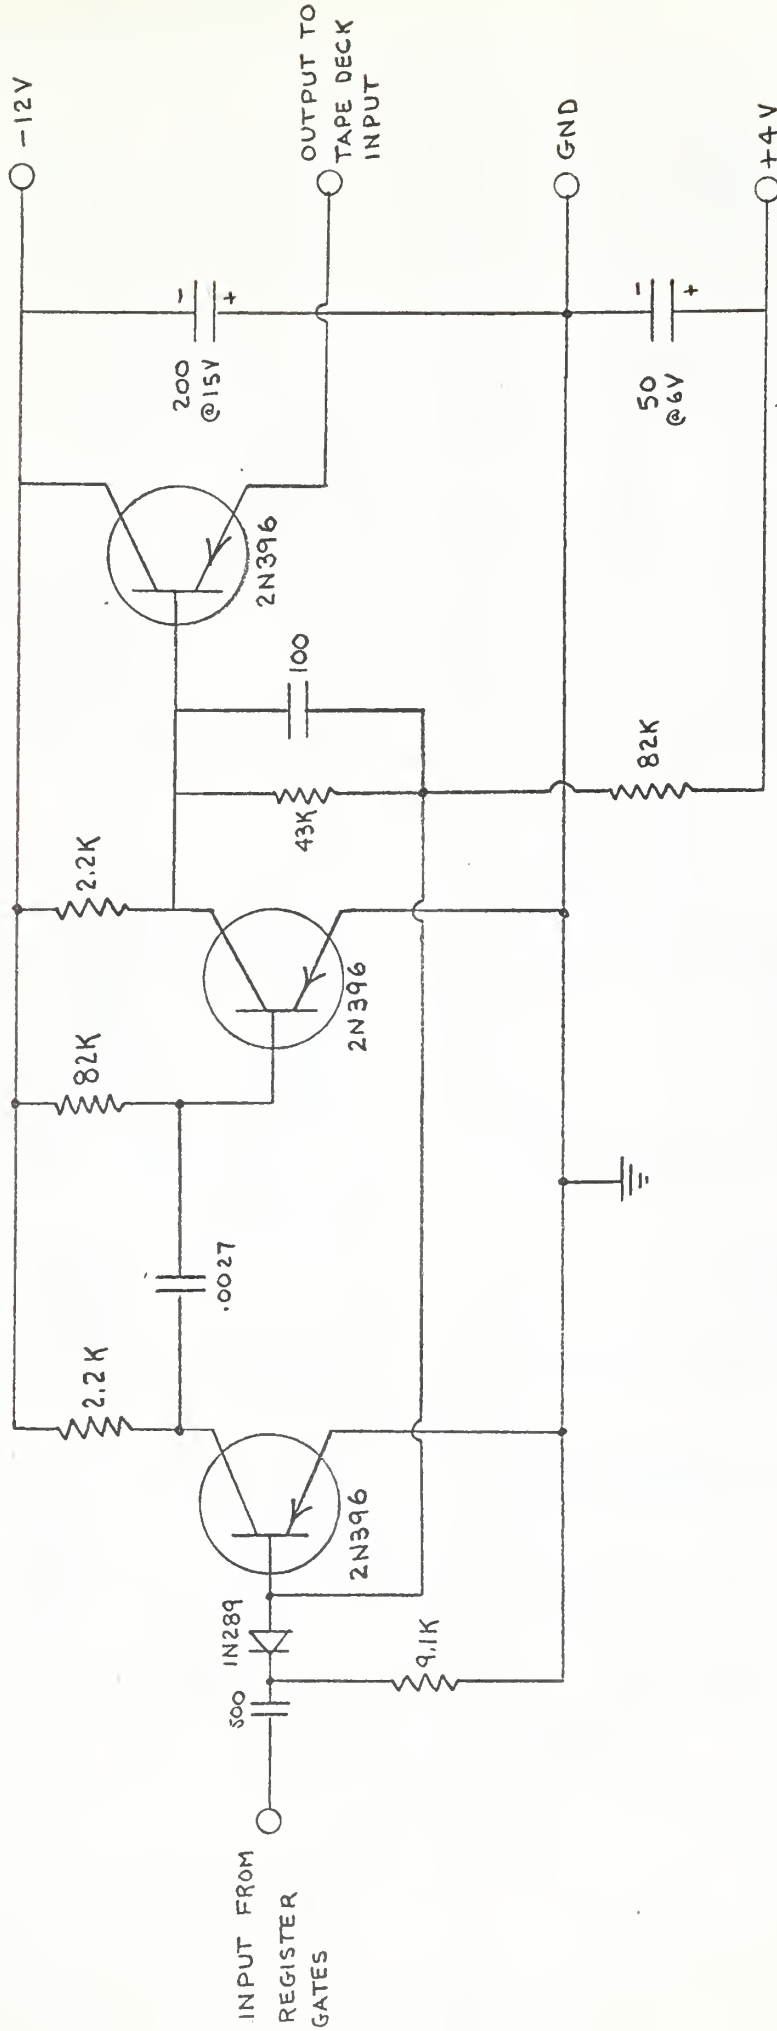 -12V
OUTPUT TO
TAPE DECK
INPUT
GND
+4V
-
+
200
@15V
-
+
50
@6V
2N396
100
43K
82K
2.2K
2N396
82K
.0027
2.2K
2N396
1N289
9.1K
500
INPUT FROM
REGISTER
GATES